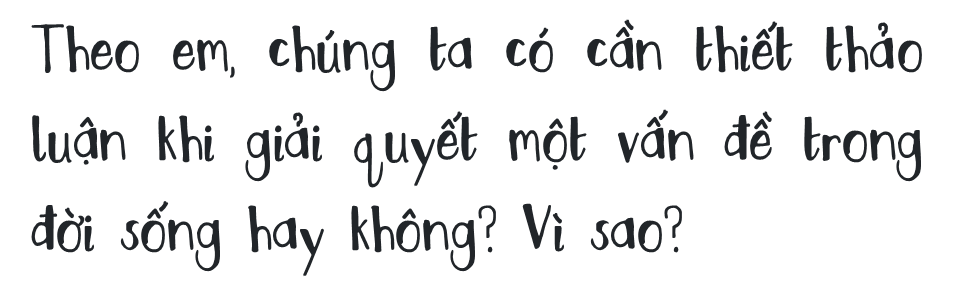 Theo em, chúng ta có cần thiết thảo
luận khi giải quyết một vấn đề trong
đời sống hay không? Vì sao?